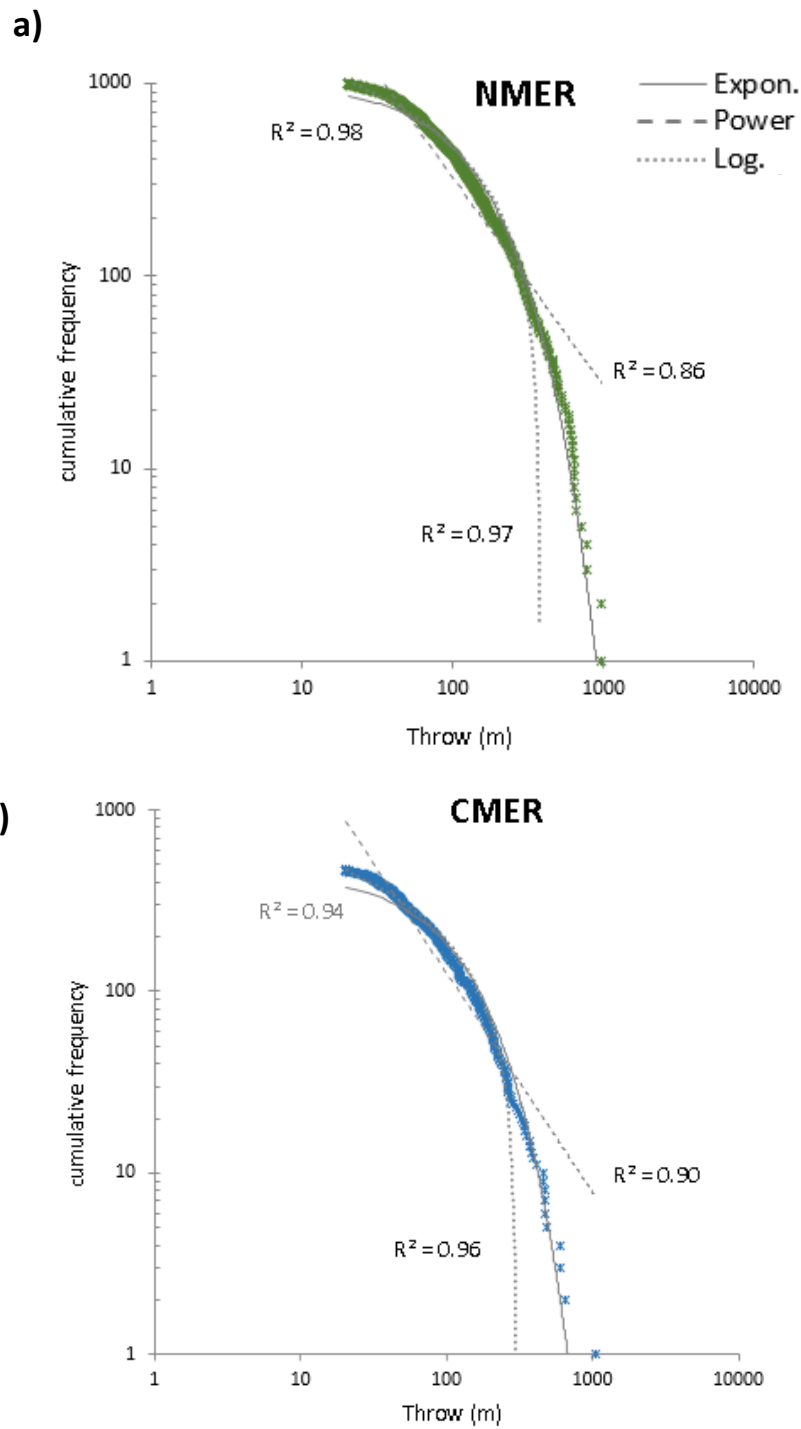 a)
1000
NMER
Expon.
Power
Log.
R² = 0.98
100
R² = 0.86
10
R² = 0.97
1
1
10
100
1000
10000
cumulative frequency
Throw (m)
)
1000
CMER
R² = 0.94
100
10
R² = 0.90
R² = 0.96
1
1
10
100
1000
10000
cumulative frequency
Throw (m)